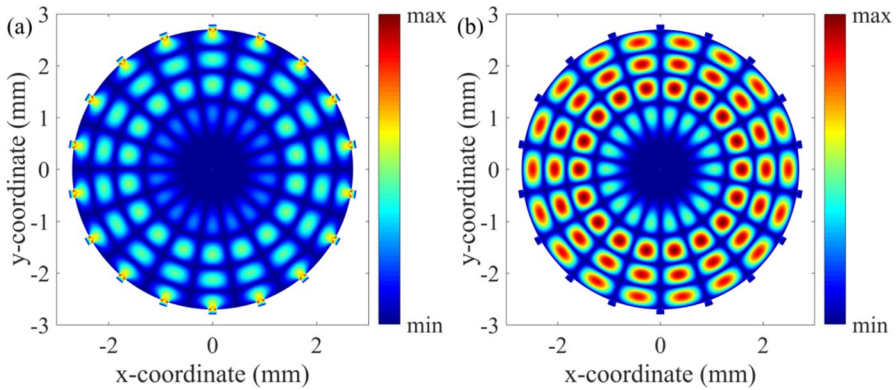 (a)
max
3
2
1
0
-1
-2
-3
min
-2
0
2
x-coordinate (mm)
y-coordinate (mm)
(b)
max
3
2
1
0
-1
-2
-3
min
-2
0
2
x-coordinate (mm)
y-coordinate (mm)